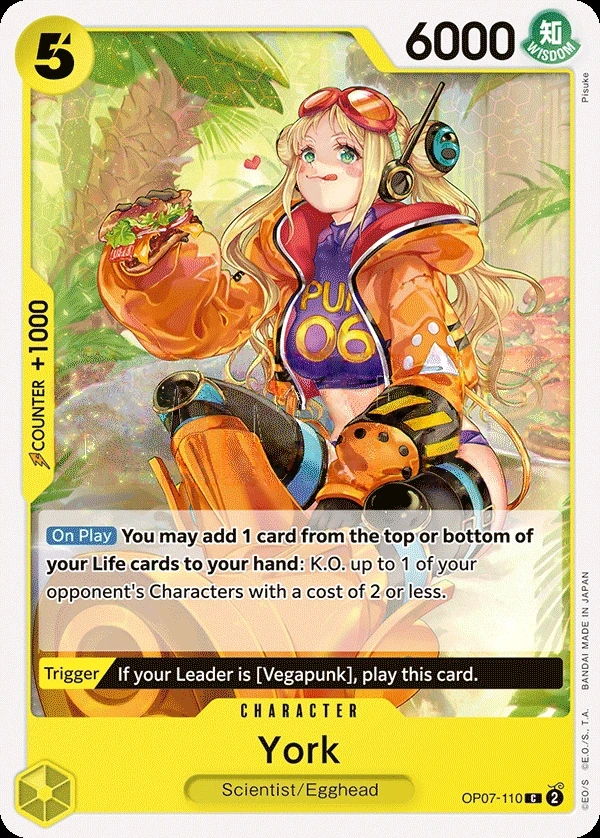 5
6000
知
WISDOM
Pisuke
6
PUN
06
COUNTER +1000
On Play You may add 1 card from the top or bottom of
your Life cards to your hand: K.O. up to 1 of your
opponent's Characters with a cost of 2 or less.
Trigger If your Leader is [Vegapunk], play this card.
CHARACTER
York
Scientist/Egghead
OP07-110 C 2
©EO/S ©E.O./S., T.A. BANDAI MADE IN JAPAN